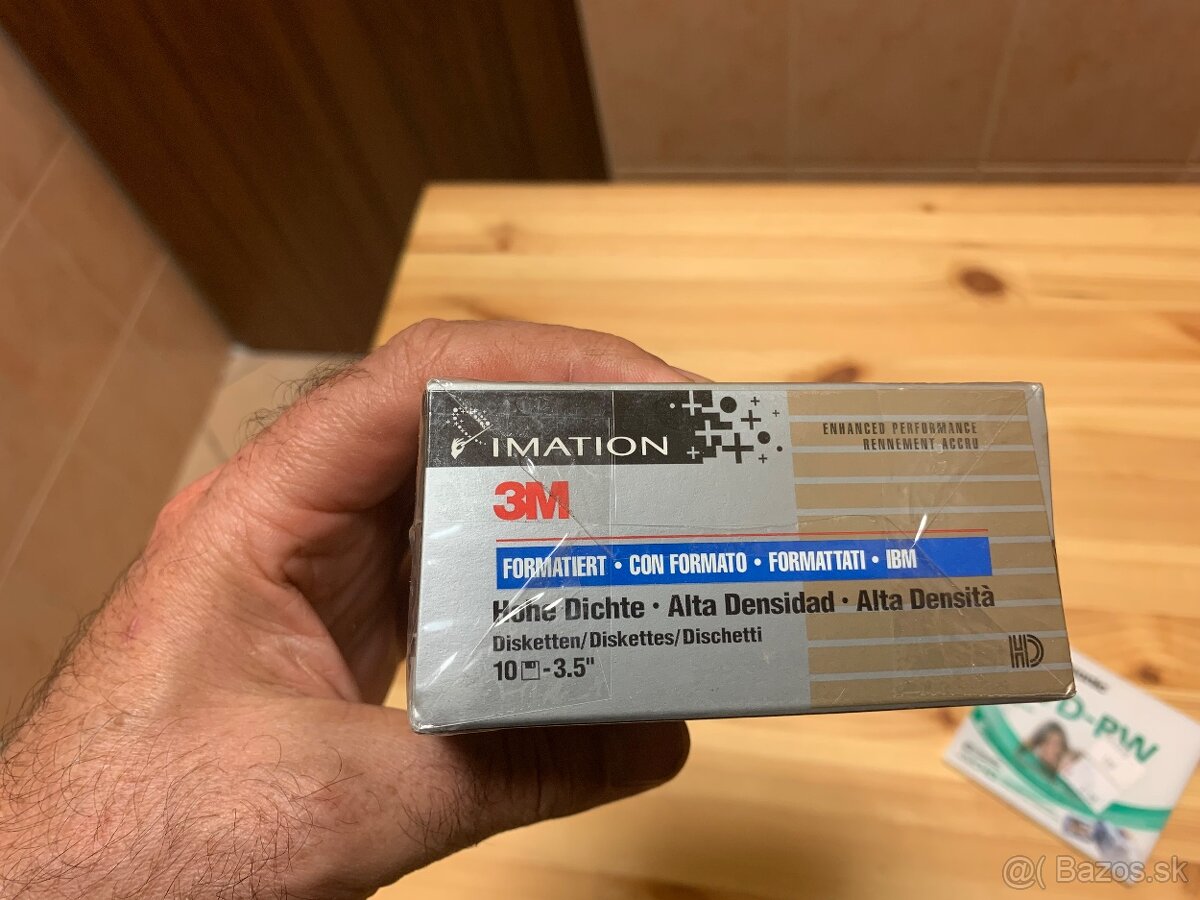 IMATION
ENHANCED PERFORMANCE
RENNEMENT ACCRU
3M
FORMATIERT • CON FORMATO • FORMATTATI • IBM
Hohe Dichte • Alta Densidad • Alta Densità
Disketten/Diskettes/Dischetti
10 - 3.5"
HD
D-PW
@( Bazos.sk